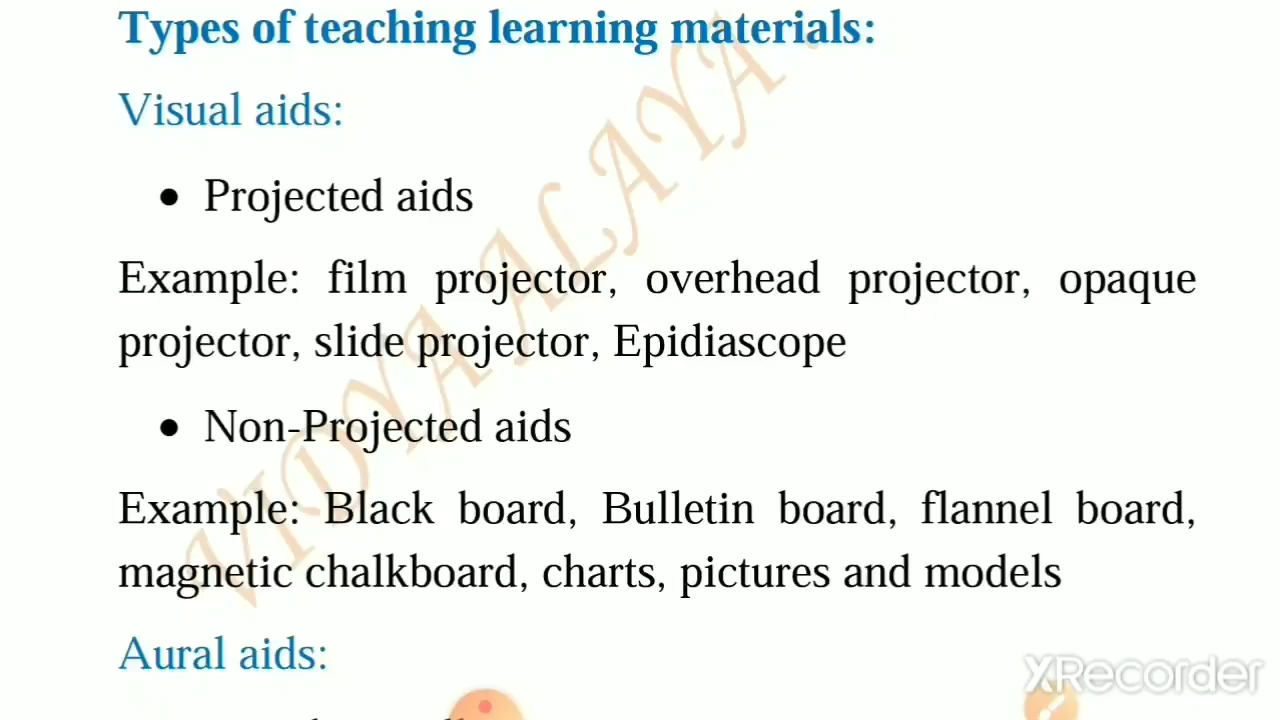 Types of teaching learning materials:
Visual aids:
• Projected aids
Example: film projector, overhead projector, opaque
projector, slide projector, Epidiascope
• Non-Projected aids
Example: Black board, Bulletin board, flannel board,
magnetic chalkboard, charts, pictures and models
Aural aids:
VIDYA ALAYA
XRecorder